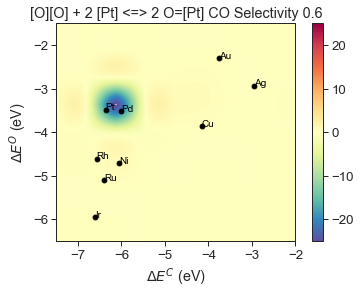 [O][O] + 2 [Pt] <=> 2 O=[Pt] CO Selectivity 0.6
−2
−3
−4
−5
−6
ΔE^O (eV)
Au
Ag
Pt
Pd
Cu
Rh
Ni
Ru
Ir
−7
−6
−5
−4
−3
−2
ΔE^C (eV)
20
10
0
−10
−20